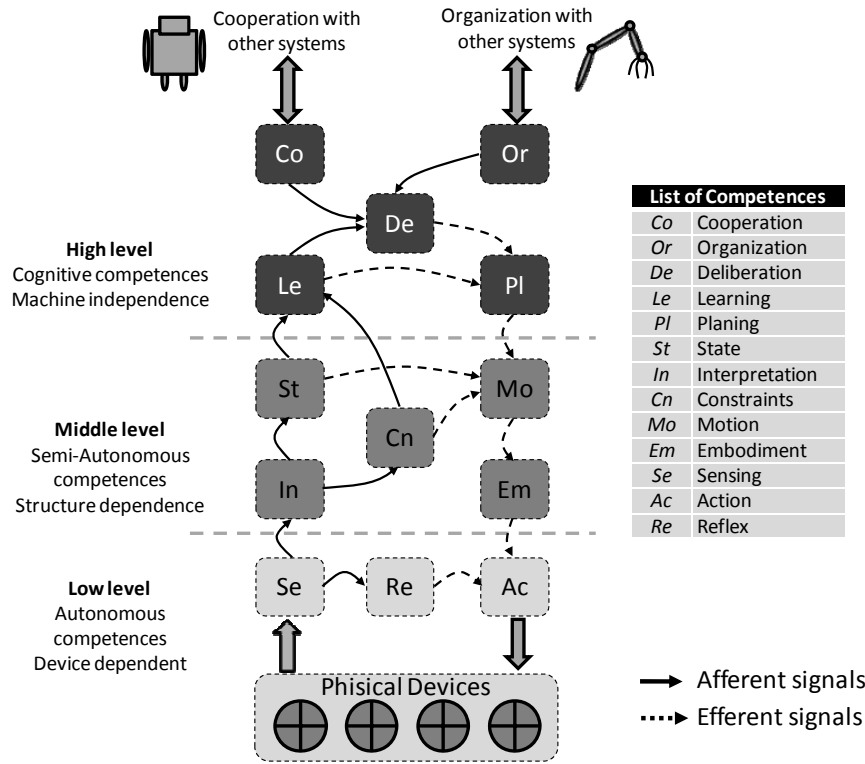 Cooperation with
other systems
Organization with
other systems
Co
Or
De
High level
Cognitive competences
Machine independence
Le
Pl
St
Mo
Cn
Middle level
Semi-Autonomous
competences
Structure dependence
In
Em
Low level
Autonomous
competences
Device dependent
Se
Re
Ac
Phisical Devices
List of Competences
Co Cooperation
Or Organization
De Deliberation
Le Learning
Pl Planing
St State
In Interpretation
Cn Constraints
Mo Motion
Em Embodiment
Se Sensing
Ac Action
Re Reflex
Afferent signals
Efferent signals